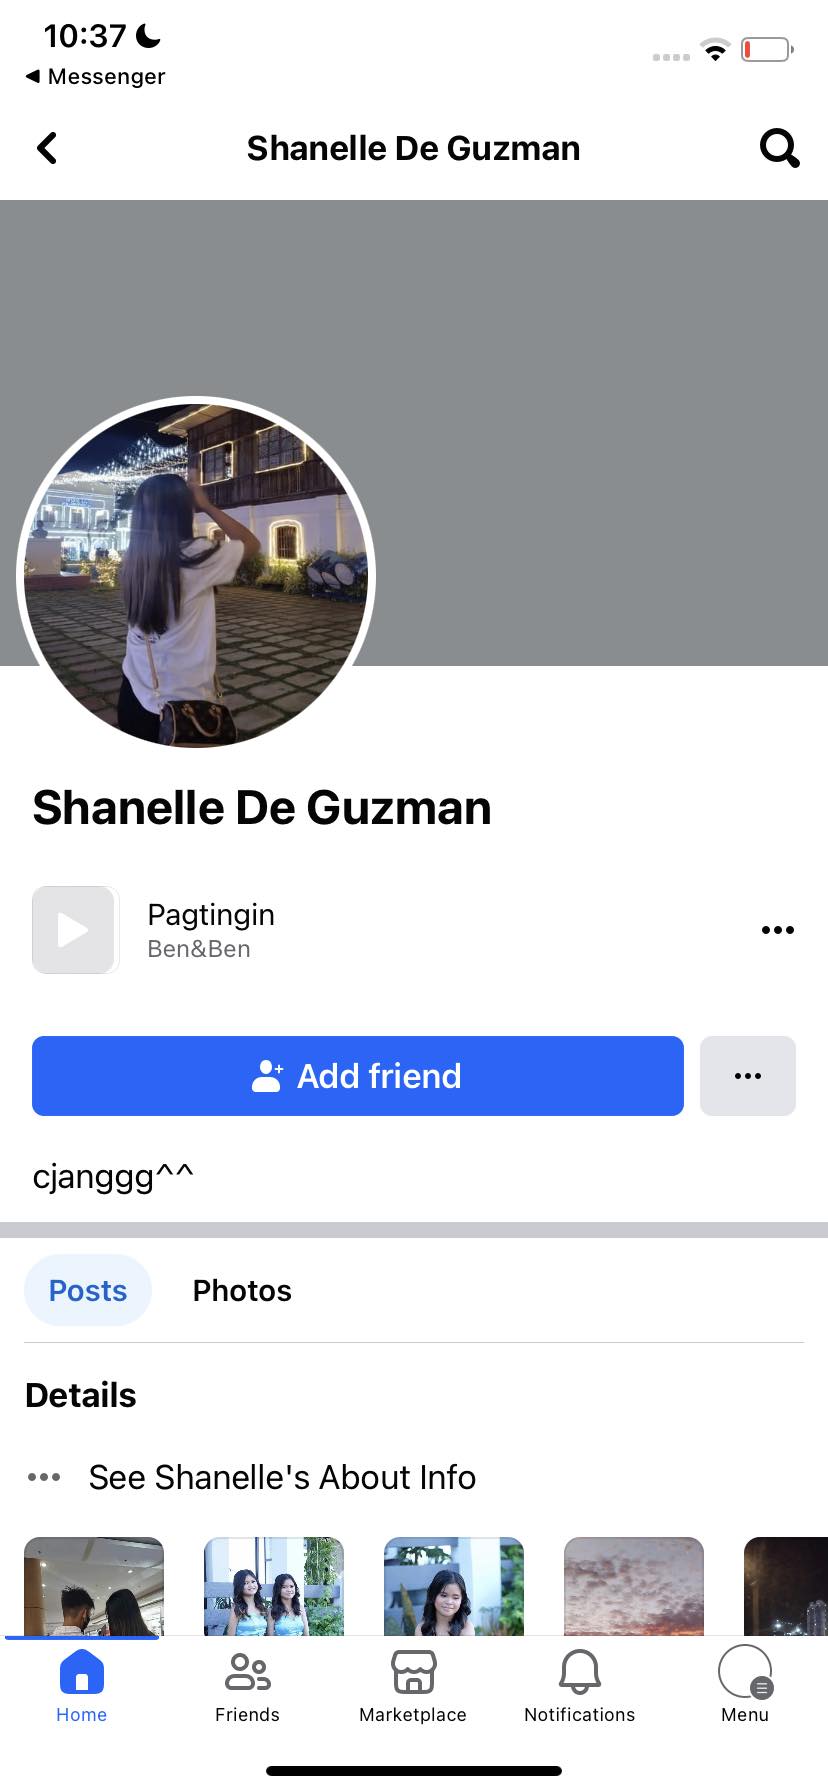 10:37
◀ Messenger
Shanelle De Guzman
Shanelle De Guzman
Pagtingin
Ben&Ben
Add friend
cjanggg^^
Posts
Photos
Details
See Shanelle's About Info
Home
Friends
Marketplace
Notifications
Menu